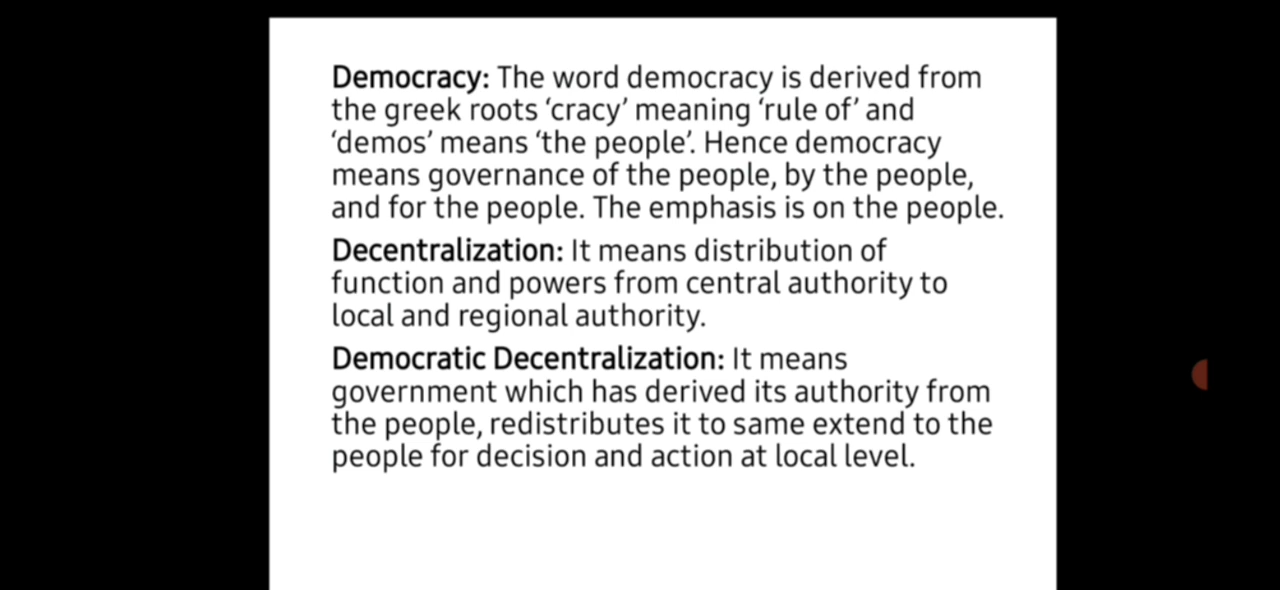 Democracy: The word democracy is derived from
the greek roots ‘cracy’ meaning ‘rule of’ and
‘demos’ means ‘the people’. Hence democracy
means governance of the people, by the people,
and for the people. The emphasis is on the people.
Decentralization: It means distribution of
function and powers from central authority to
local and regional authority.
Democratic Decentralization: It means
government which has derived its authority from
the people, redistributes it to same extend to the
people for decision and action at local level.